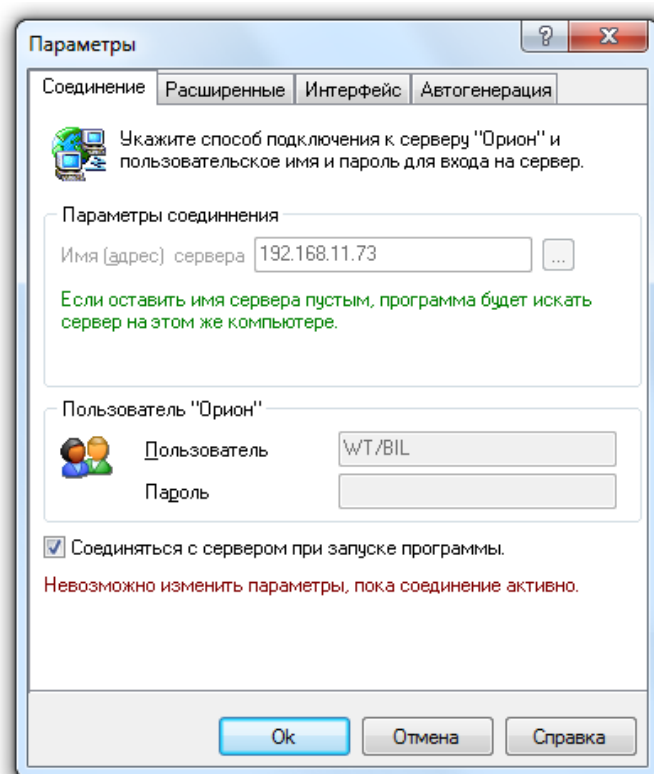 Параметры
Соединение Расширенные Интерфейс Автогенерация
Укажите способ подключения к серверу "Орион" и
пользовательское имя и пароль для входа на сервер.
Параметры соединнения
Имя (адрес) сервера 192.168.11.73 ...
Если оставить имя сервера пустым, программа будет искать
сервер на этом же компьютере.
Пользователь "Орион"
Пользователь WT/BIL
Пароль
Соединяться с сервером при запуске программы.
Невозможно изменить параметры, пока соединение активно.
Ok Отмена Справка